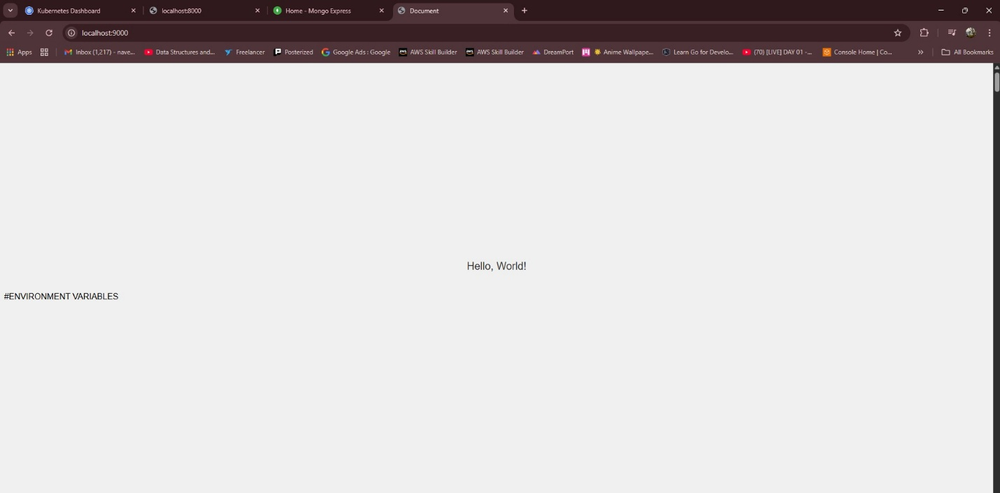 Kubernetes Dashboard
localhost:8000
Home - Mongo Express
Document
localhost:9000
Apps
Inbox (1,217) - nave...
Data Structures and...
Freelancer
Posterized
Google Ads : Google
AWS Skill Builder
AWS Skill Builder
DreamPort
Anime Wallpape...
Learn Go for Develo...
(70) [LIVE] DAY 01 -...
Console Home | Co...
All Bookmarks
Hello, World!
#ENVIRONMENT VARIABLES